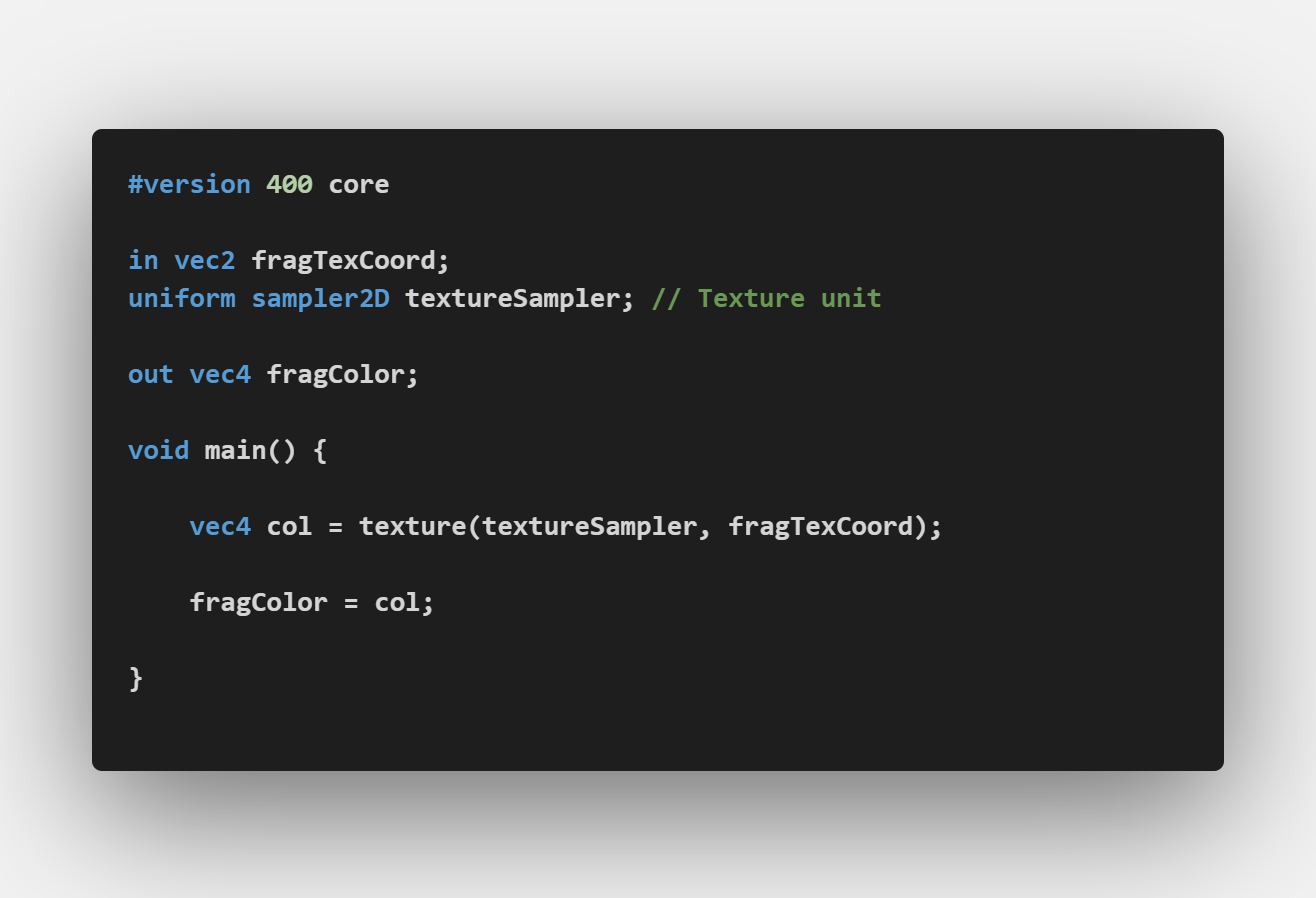 #version 400 core
in vec2 fragTexCoord;
uniform sampler2D textureSampler; // Texture unit
out vec4 fragColor;
void main() {
vec4 col = texture(textureSampler, fragTexCoord);
fragColor = col;
}